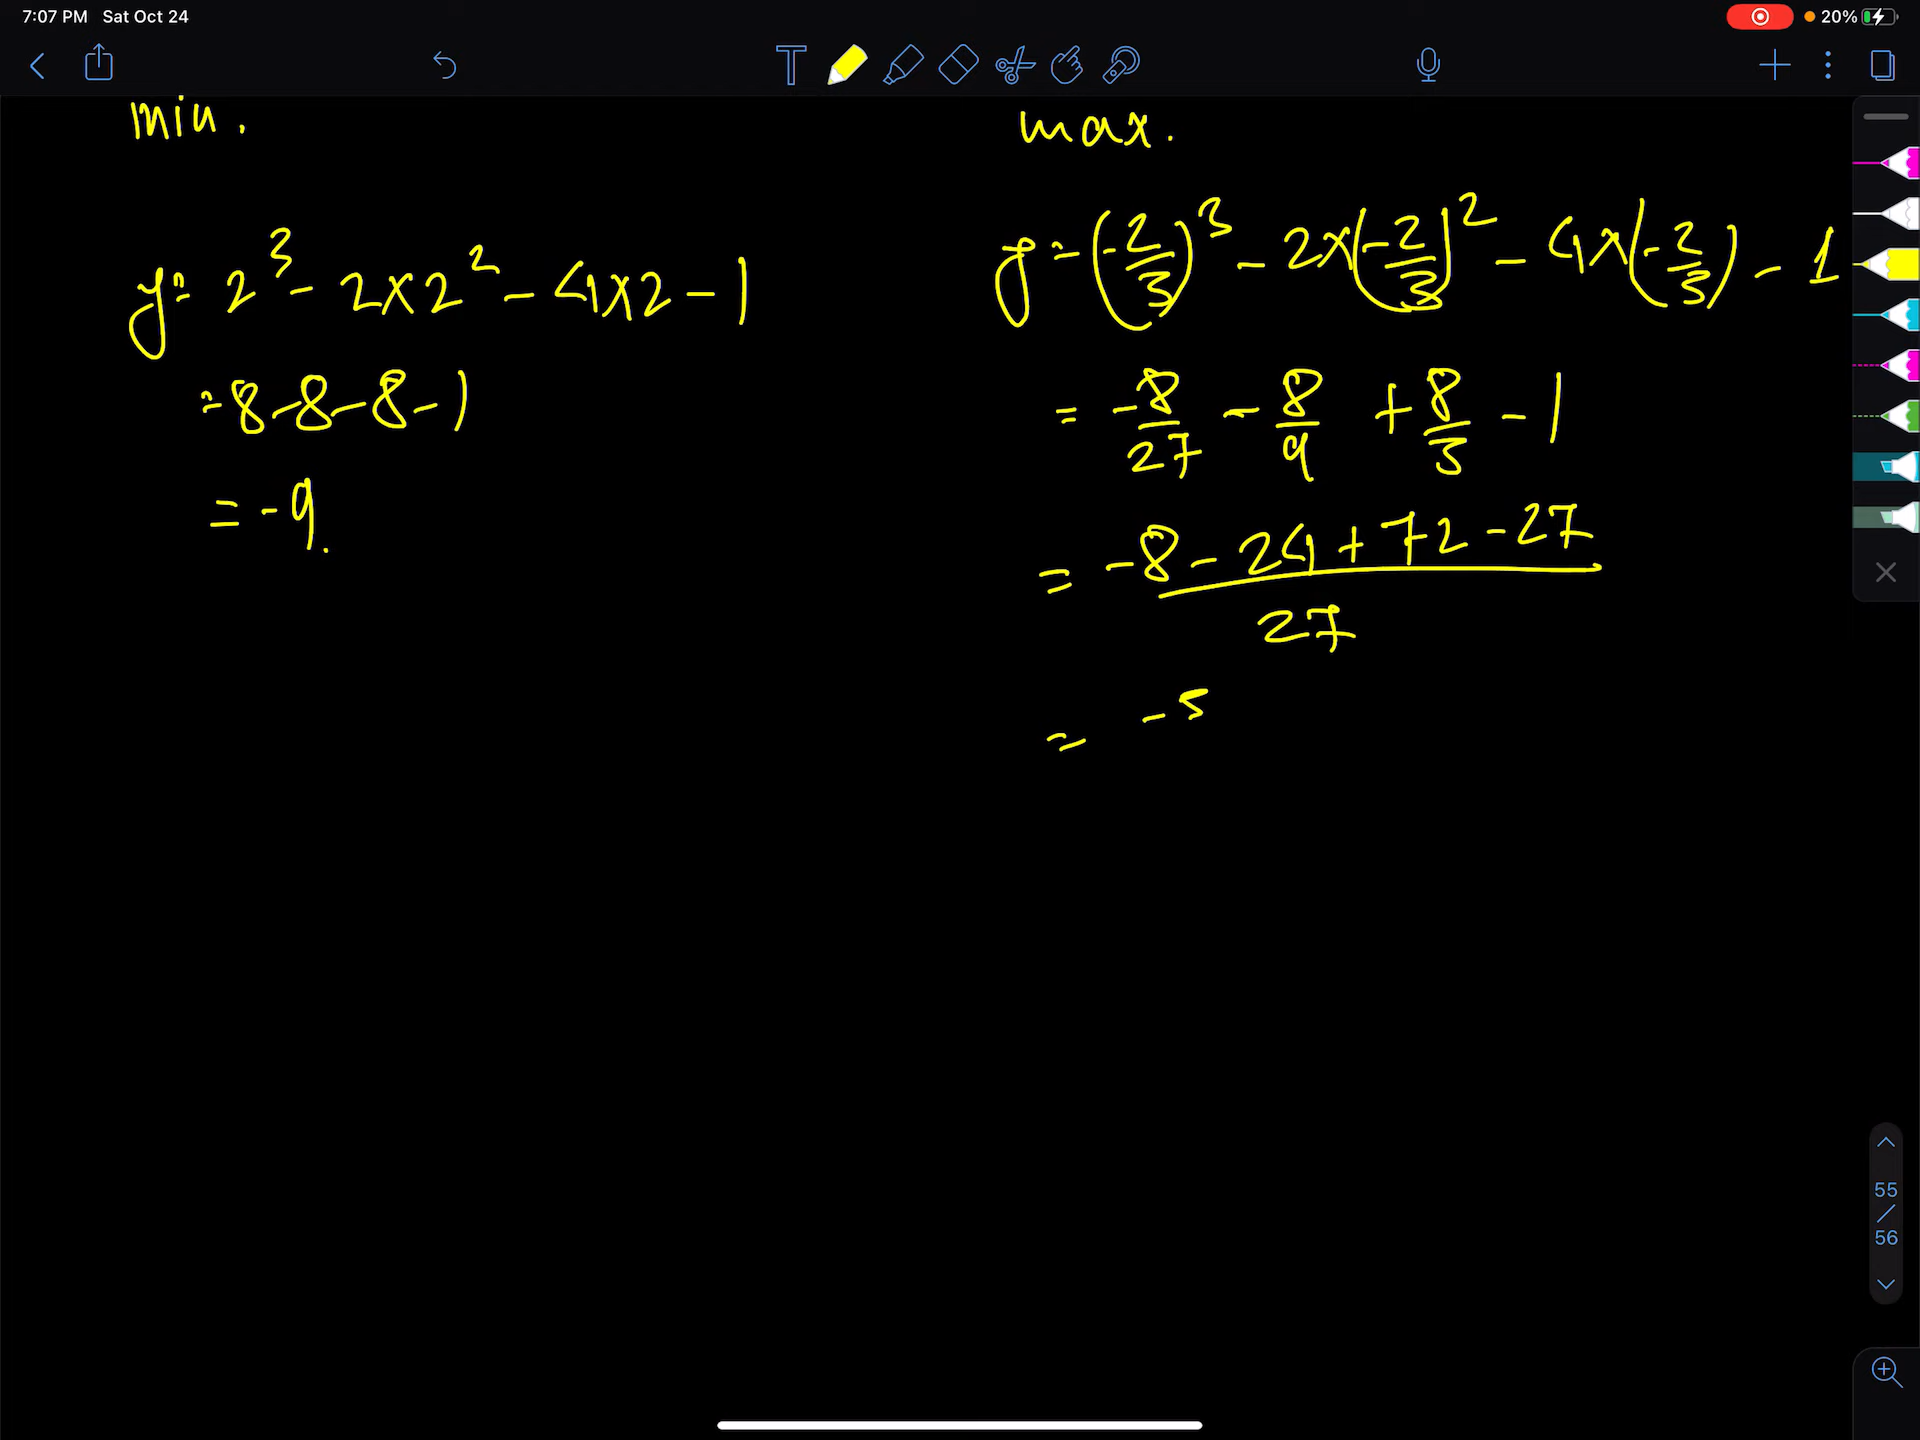 7:07 PM Sat Oct 24
20%
T
min.
y= 2³ - 2×2² - 4×2 - 1
= 8 - 8 - 8 - 1
= -9.
max.
y = (-2/3)³ - 2×(-2/3)² - 4×(-2/3) - 1
= -8/27 - 8/9 + 8/3 - 1
= -8 - 24 + 72 - 27
27
= -5
55
/
56